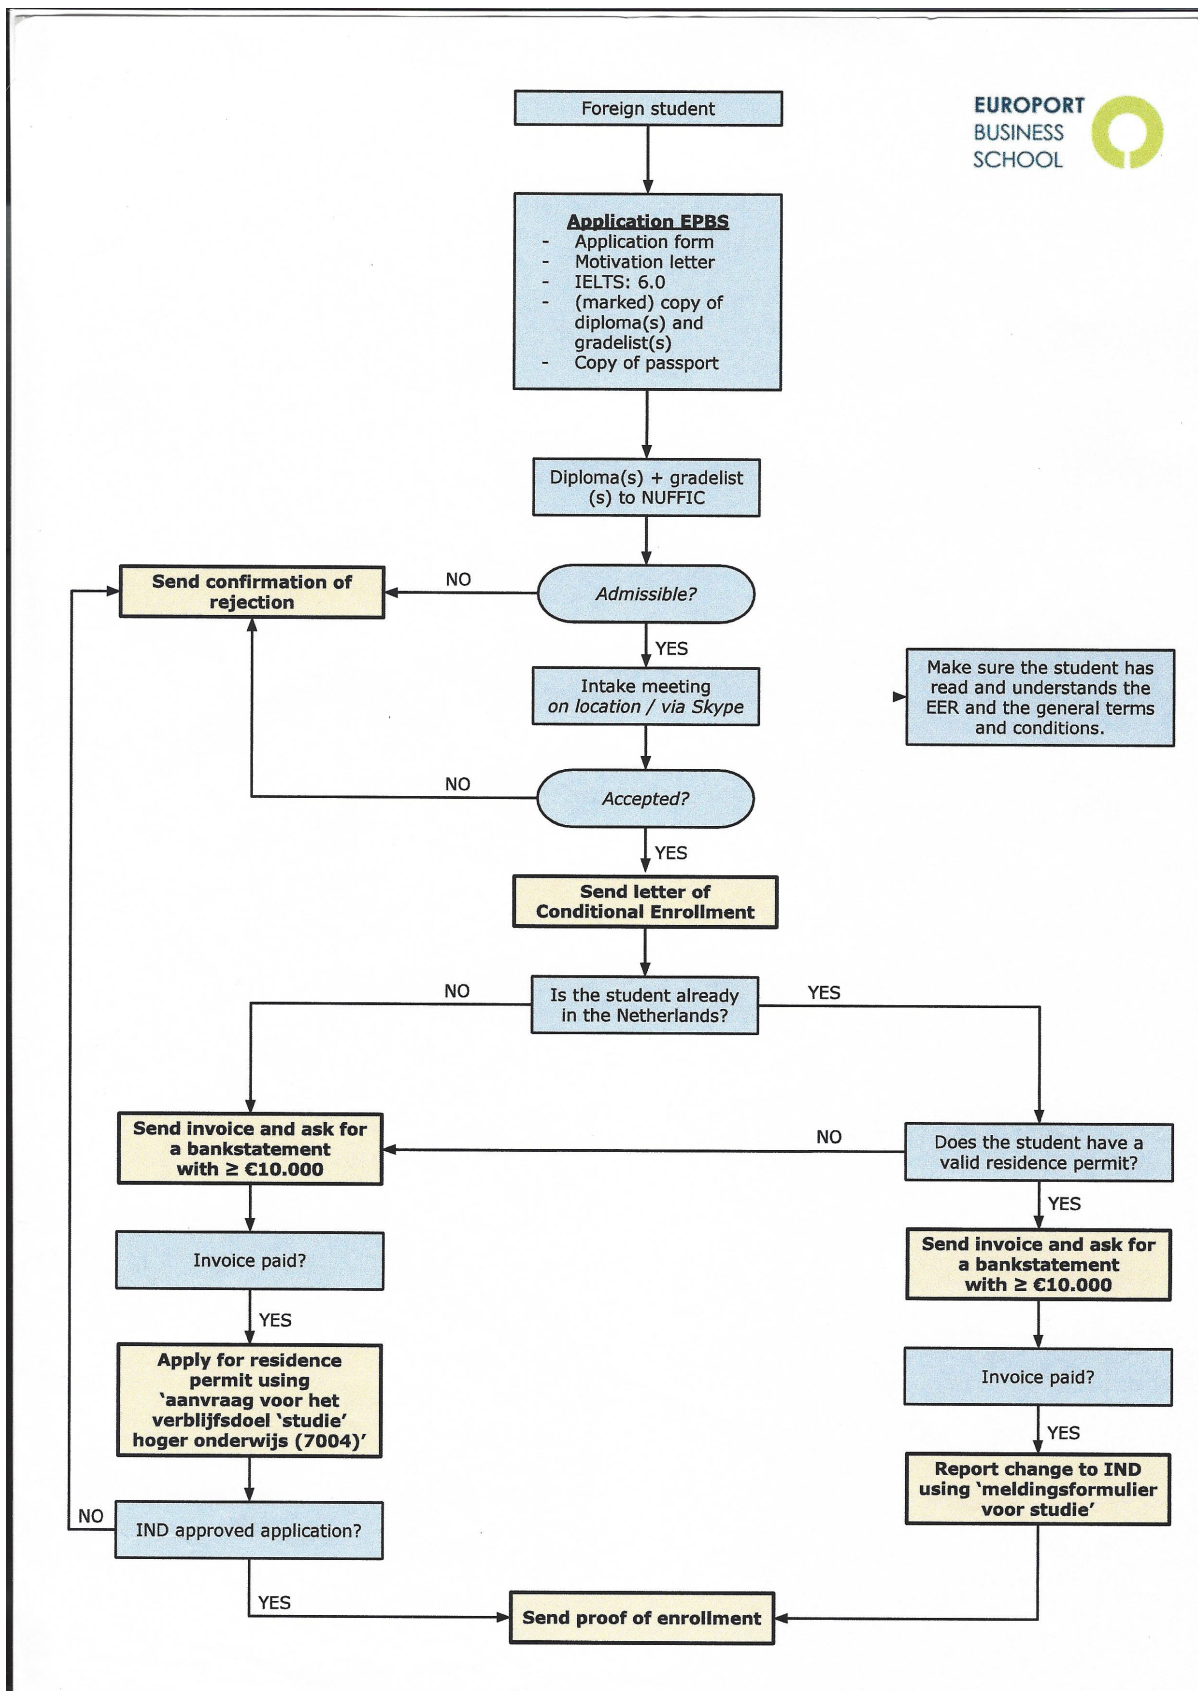 EUROPORT
BUSINESS
SCHOOL
Foreign student
Application EPBS
- Application form
- Motivation letter
- IELTS: 6.0
- (marked) copy of
diploma(s) and
gradelist(s)
- Copy of passport
Diploma(s) + gradelist
(s) to NUFFIC
Send confirmation of
rejection
NO
Admissible?
YES
Intake meeting
on location / via Skype
Make sure the student has
read and understands the
EER and the general terms
and conditions.
NO
Accepted?
YES
Send letter of
Conditional Enrollment
NO
Is the student already
in the Netherlands?
YES
Send invoice and ask for
a bankstatement
with ≥ €10.000
NO
Does the student have a
valid residence permit?
YES
Invoice paid?
Send invoice and ask for
a bankstatement
with ≥ €10.000
YES
Apply for residence
permit using
‘aanvraag voor het
verblijfsdoel ‘studie’
hoger onderwijs (7004)’
Invoice paid?
YES
Report change to IND
using ‘meldingsformulier
voor studie’
NO
IND approved application?
YES
Send proof of enrollment